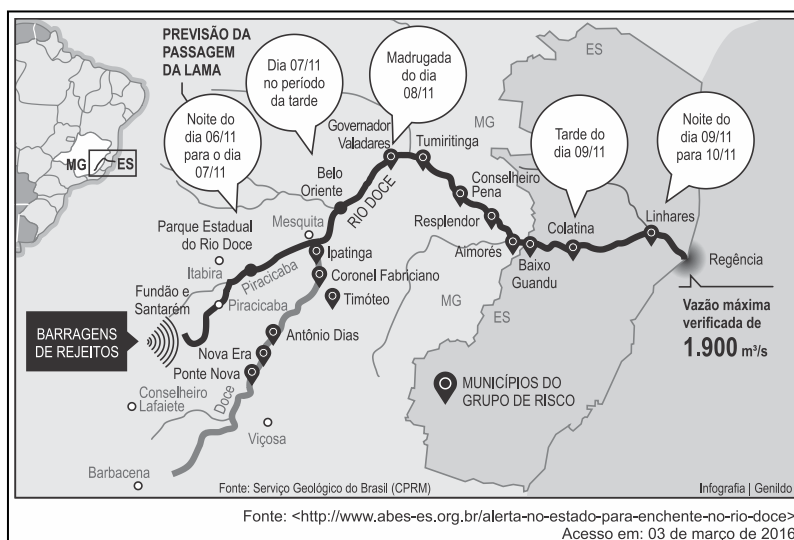 PREVISÃO DA
PASSAGEM
DA LAMA
Noite do
dia 06/11
para o dia
07/11
Dia 07/11
no período
da tarde
Madrugada
do dia
08/11
Tarde do
dia 09/11
Noite do
dia 09/11
para 10/11
MG
ES
ES
MG
Governador
Valadares
Tumiritinga
Belo
Oriente
RIO DOCE
Conselheiro
Pena
Resplendor
Aimorés
Baixo
Guandu
Colatina
Linhares
Regência
Parque Estadual
do Rio Doce
Mesquita
Itabira
Piracicaba
Ipatinga
Coronel Fabriciano
Timóteo
Fundão e
Santarém
Piracicaba
BARRAGENS
DE REJEITOS
Antônio Dias
Nova Era
Ponte Nova
Conselheiro
Lafaiete
Doce
Viçosa
Barbacena
MG
ES
MUNICÍPIOS DO
GRUPO DE RISCO
Vazão máxima
verificada de
1.900 m³/s
Fonte: Serviço Geológico do Brasil (CPRM)
Infografia | Genildo
Fonte: <http://www.abes-es.org.br/alerta-no-estado-para-enchente-no-rio-doce>
Acesso em: 03 de março de 2016